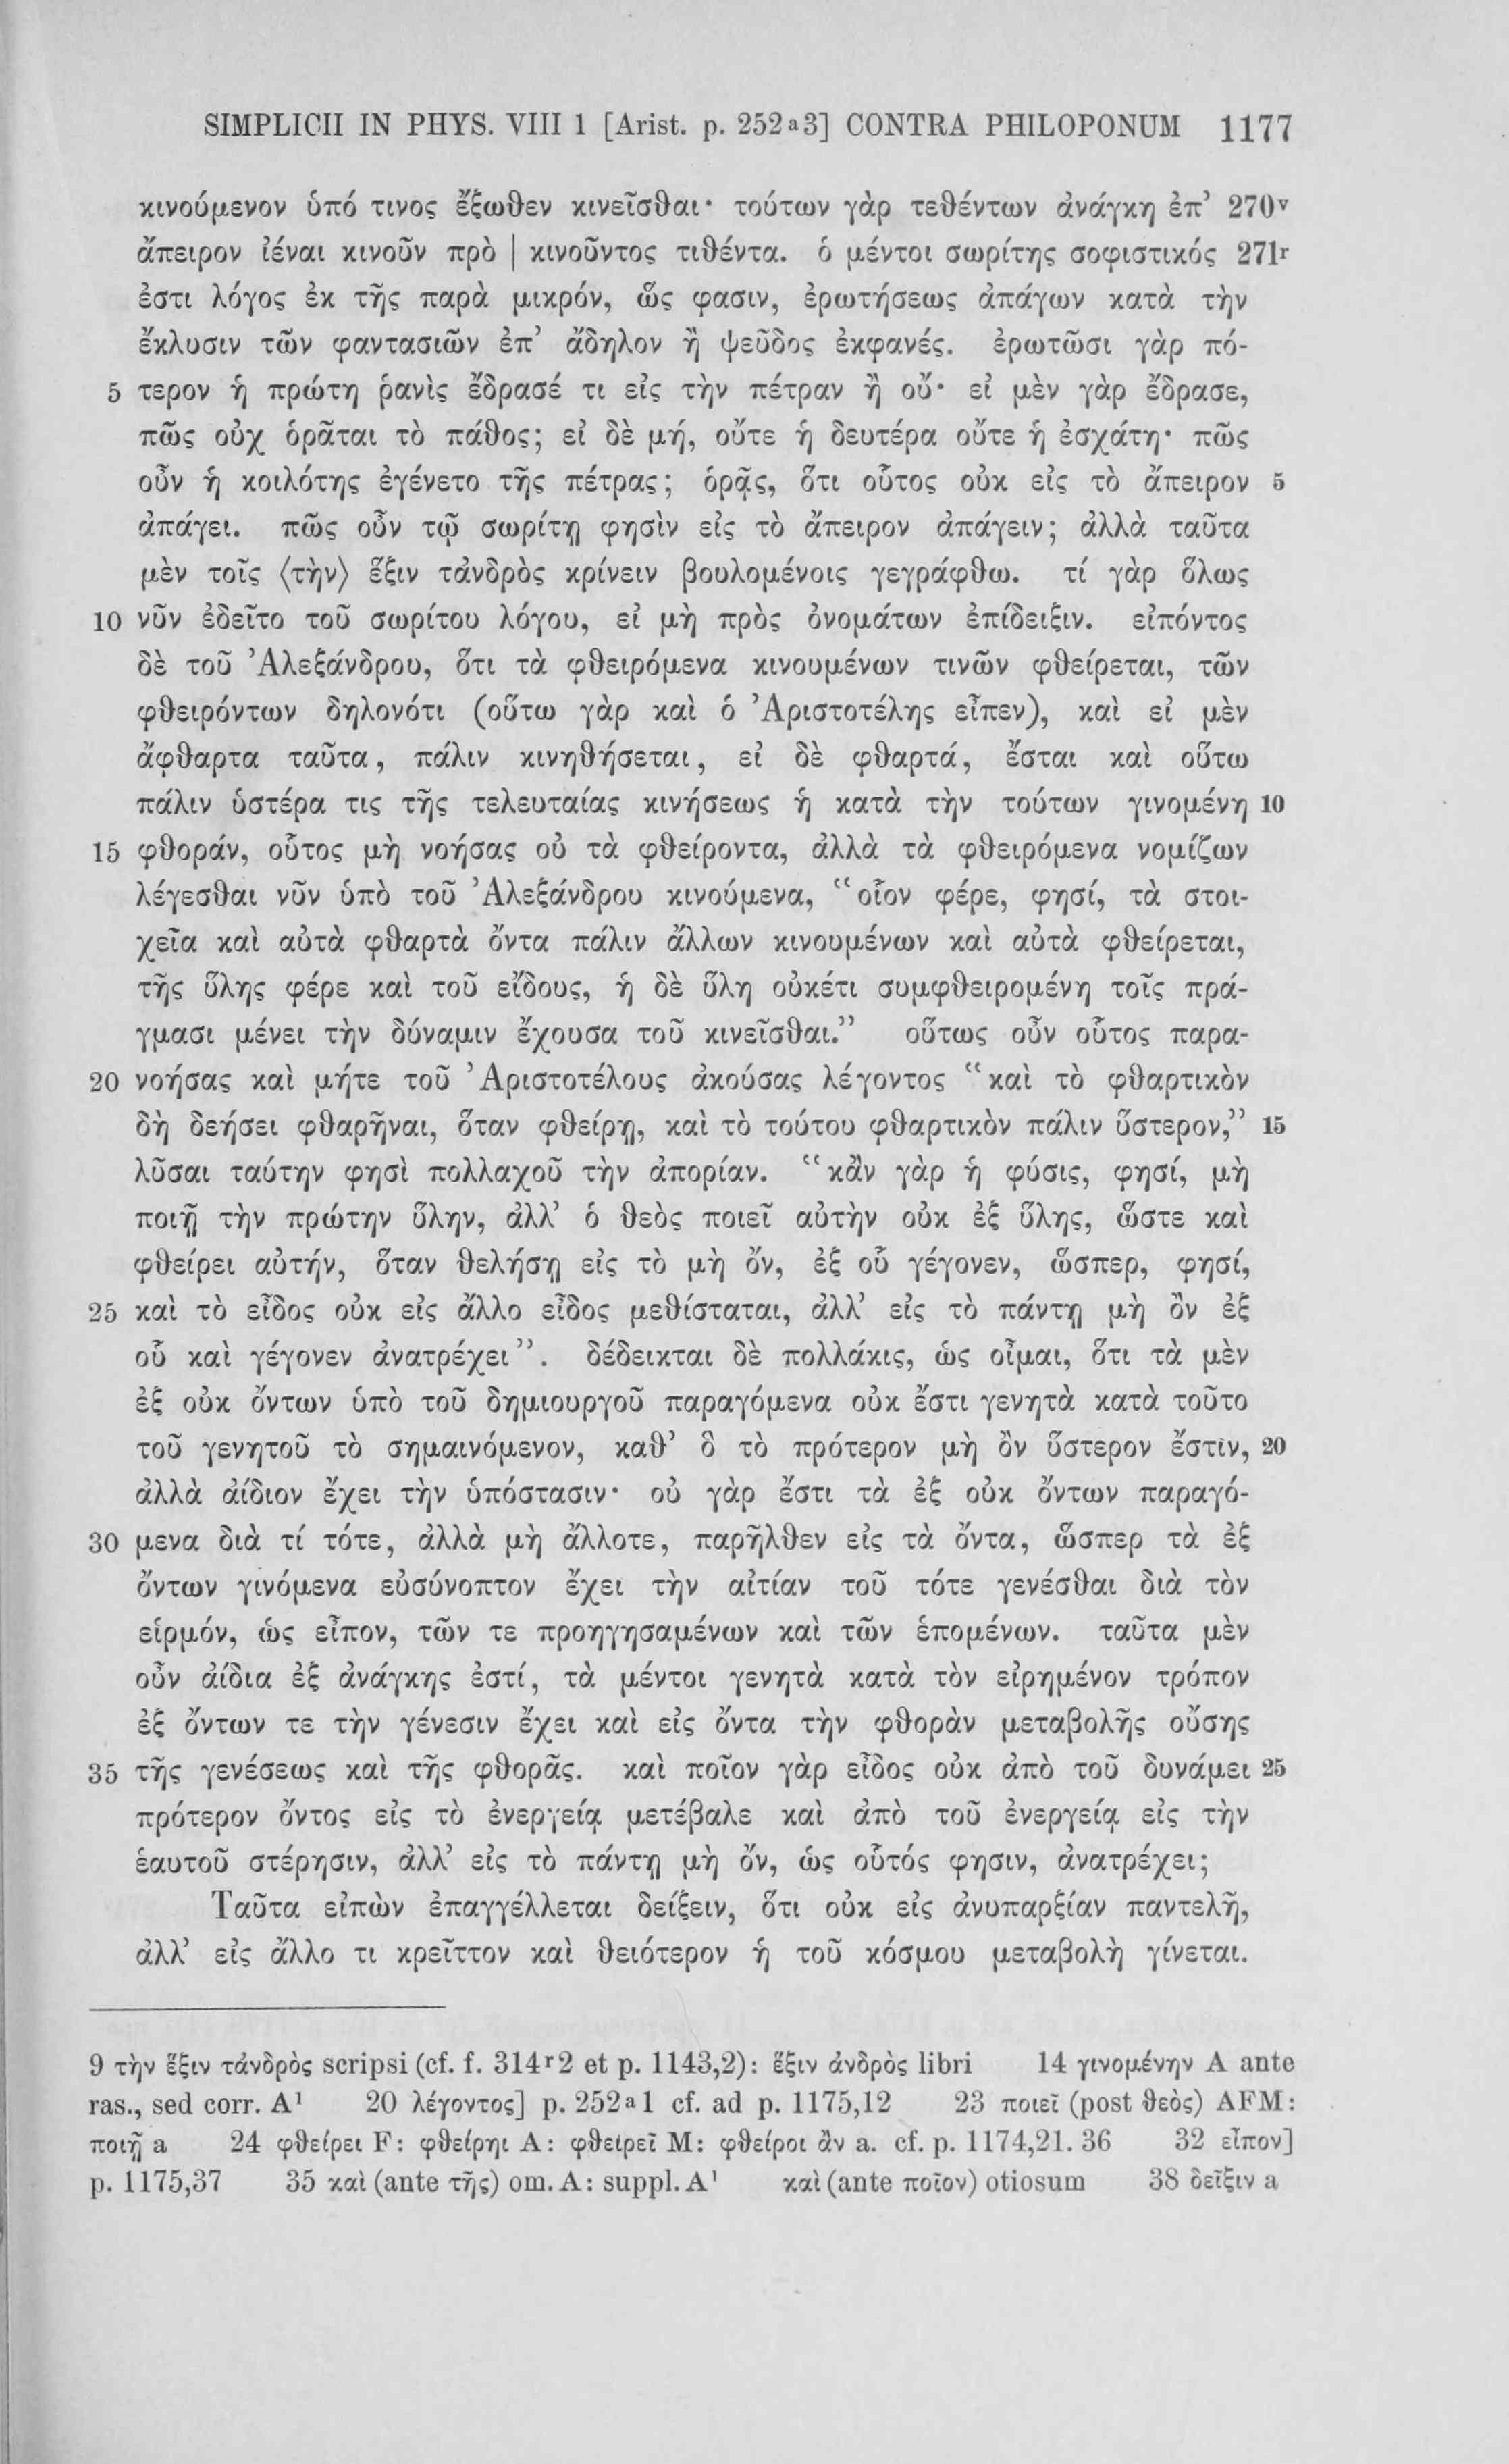 SIMPLICII IN PHYS. VIII 1 [Arist. p. 252ᵃ3] CONTRA PHILOPONUM 1177
κινούμενον ὑπό τινος ἔξωθεν κινεῖσθαι· τούτων γὰρ τεθέντων ἀνάγκη ἐπ’ 270ᵛ
ἄπειρον ἰέναι κινοῦν πρὸ | κινοῦντος τιθέντα. ὁ μέντοι σωρίτης σοφιστικός 271ʳ
ἐστι λόγος ἐκ τῆς παρὰ μικρόν, ὥς φασιν, ἐρωτήσεως ἀπάγων κατὰ τὴν
ἔκλυσιν τῶν φαντασιῶν ἐπ’ ἄδηλον ἢ ψεῦδος ἐκφανές. ἐρωτῶσι γὰρ πό-
5 τερον ἡ πρώτη ῥανὶς ἔδρασέ τι εἰς τὴν πέτραν ἢ οὔ· εἰ μὲν γὰρ ἔδρασε,
πῶς οὐχ ὁρᾶται τὸ πάθος; εἰ δὲ μή, οὔτε ἡ δευτέρα οὔτε ἡ ἐσχάτη· πῶς
οὖν ἡ κοιλότης ἐγένετο τῆς πέτρας; ὁρᾷς, ὅτι οὗτος οὐκ εἰς τὸ ἄπειρον 5
ἀπάγει. πῶς οὖν τῷ σωρίτῃ φησὶν εἰς τὸ ἄπειρον ἀπάγειν; ἀλλὰ ταῦτα
μὲν τοῖς ⟨τὴν⟩ ἕξιν τἀνδρὸς κρίνειν βουλομένοις γεγράφθω. τί γὰρ ὅλως
10 νῦν ἐδεῖτο τοῦ σωρίτου λόγου, εἰ μὴ πρὸς ὀνομάτων ἐπίδειξιν. εἰπόντος
δὲ τοῦ Ἀλεξάνδρου, ὅτι τὰ φθειρόμενα κινουμένων τινῶν φθείρεται, τῶν
φθειρόντων δηλονότι (οὕτω γὰρ καὶ ὁ Ἀριστοτέλης εἶπεν), καὶ εἰ μὲν
ἄφθαρτα ταῦτα, πάλιν κινηθήσεται, εἰ δὲ φθαρτά, ἔσται καὶ οὕτω
πάλιν ὑστέρα τις τῆς τελευταίας κινήσεως ἡ κατὰ τὴν τούτων γινομένη 10
15 φθοράν, οὗτος μὴ νοήσας οὐ τὰ φθείροντα, ἀλλὰ τὰ φθειρόμενα νομίζων
λέγεσθαι νῦν ὑπὸ τοῦ Ἀλεξάνδρου κινούμενα, “οἷον φέρε, φησί, τὰ στοι-
χεῖα καὶ αὐτὰ φθαρτὰ ὄντα πάλιν ἄλλων κινουμένων καὶ αὐτὰ φθείρεται,
τῆς ὕλης φέρε καὶ τοῦ εἴδους, ἡ δὲ ὕλη οὐκέτι συμφθειρομένη τοῖς πρά-
γμασι μένει τὴν δύναμιν ἔχουσα τοῦ κινεῖσθαι.” οὕτως οὖν οὗτος παρα-
20 νοήσας καὶ μήτε τοῦ Ἀριστοτέλους ἀκούσας λέγοντος “καὶ τὸ φθαρτικὸν
δὴ δεήσει φθαρῆναι, ὅταν φθείρῃ, καὶ τὸ τούτου φθαρτικὸν πάλιν ὕστερον,” 15
λῦσαι ταύτην φησὶ πολλαχοῦ τὴν ἀπορίαν. “κἂν γὰρ ἡ φύσις, φησί, μὴ
ποιῇ τὴν πρώτην ὕλην, ἀλλ’ ὁ θεὸς ποιεῖ αὐτὴν οὐκ ἐξ ὕλης, ὥστε καὶ
φθείρει αὐτήν, ὅταν θελήσῃ εἰς τὸ μὴ ὄν, ἐξ οὗ γέγονεν, ὥσπερ, φησί,
25 καὶ τὸ εἶδος οὐκ εἰς ἄλλο εἶδος μεθίσταται, ἀλλ’ εἰς τὸ πάντῃ μὴ ὂν ἐξ
οὗ καὶ γέγονεν ἀνατρέχει”. δέδεικται δὲ πολλάκις, ὡς οἶμαι, ὅτι τὰ μὲν
ἐξ οὐκ ὄντων ὑπὸ τοῦ δημιουργοῦ παραγόμενα οὐκ ἔστι γενητὰ κατὰ τοῦτο
τοῦ γενητοῦ τὸ σημαινόμενον, καθ’ ὃ τὸ πρότερον μὴ ὂν ὕστερον ἔστιν, 20
ἀλλὰ ἀίδιον ἔχει τὴν ὑπόστασιν· οὐ γὰρ ἔστι τὰ ἐξ οὐκ ὄντων παραγό-
30 μενα διὰ τί τότε, ἀλλὰ μὴ ἄλλοτε, παρῆλθεν εἰς τὰ ὄντα, ὥσπερ τὰ ἐξ
ὄντων γινόμενα εὐσύνοπτον ἔχει τὴν αἰτίαν τοῦ τότε γενέσθαι διὰ τὸν
εἱρμόν, ὡς εἶπον, τῶν τε προηγησαμένων καὶ τῶν ἑπομένων. ταῦτα μὲν
οὖν ἀίδια ἐξ ἀνάγκης ἐστί, τὰ μέντοι γενητὰ κατὰ τὸν εἰρημένον τρόπον
ἐξ ὄντων τε τὴν γένεσιν ἔχει καὶ εἰς ὄντα τὴν φθορὰν μεταβολῆς οὔσης
35 τῆς γενέσεως καὶ τῆς φθορᾶς. καὶ ποῖον γὰρ εἶδος οὐκ ἀπὸ τοῦ δυνάμει 25
πρότερον ὄντος εἰς τὸ ἐνεργείᾳ μετέβαλε καὶ ἀπὸ τοῦ ἐνεργείᾳ εἰς τὴν
ἑαυτοῦ στέρησιν, ἀλλ’ εἰς τὸ πάντῃ μὴ ὄν, ὡς οὗτός φησιν, ἀνατρέχει;
Ταῦτα εἰπὼν ἐπαγγέλλεται δείξειν, ὅτι οὐκ εἰς ἀνυπαρξίαν παντελῆ,
ἀλλ’ εἰς ἄλλο τι κρεῖττον καὶ θειότερον ἡ τοῦ κόσμου μεταβολὴ γίνεται.
9 τὴν ἕξιν τἀνδρὸς scripsi (cf. f. 314ʳ2 et p. 1143,2): ἕξιν ἀνδρὸς libri 14 γινομένην A ante
ras., sed corr. A¹ 20 λέγοντος] p. 252ᵃ1 cf. ad p. 1175,12 23 ποιεῖ (post θεὸς) AFM:
ποιῇ a 24 φθείρει F: φθείρηι A: φθειρεῖ M: φθείροι ἂν a. cf. p. 1174,21. 36 32 εἶπον]
p. 1175,37 35 καὶ (ante τῆς) om. A: suppl. A¹ καὶ (ante ποῖον) otiosum 38 δεῖξιν a